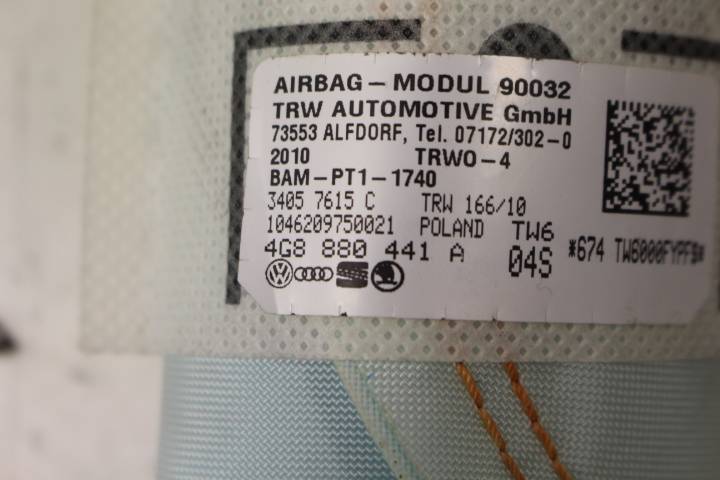 AIRBAG – MODUL 90032
TRW AUTOMOTIVE GmbH
73553 ALFDORF, Tel. 07172/302-0
2010 TRWO-4
BAM-PT1-1740
3405 7615 C TRW 166/10
1046209750021 POLAND TW6
4G8 880 441 A 04S *674 TW6000FYPF$*